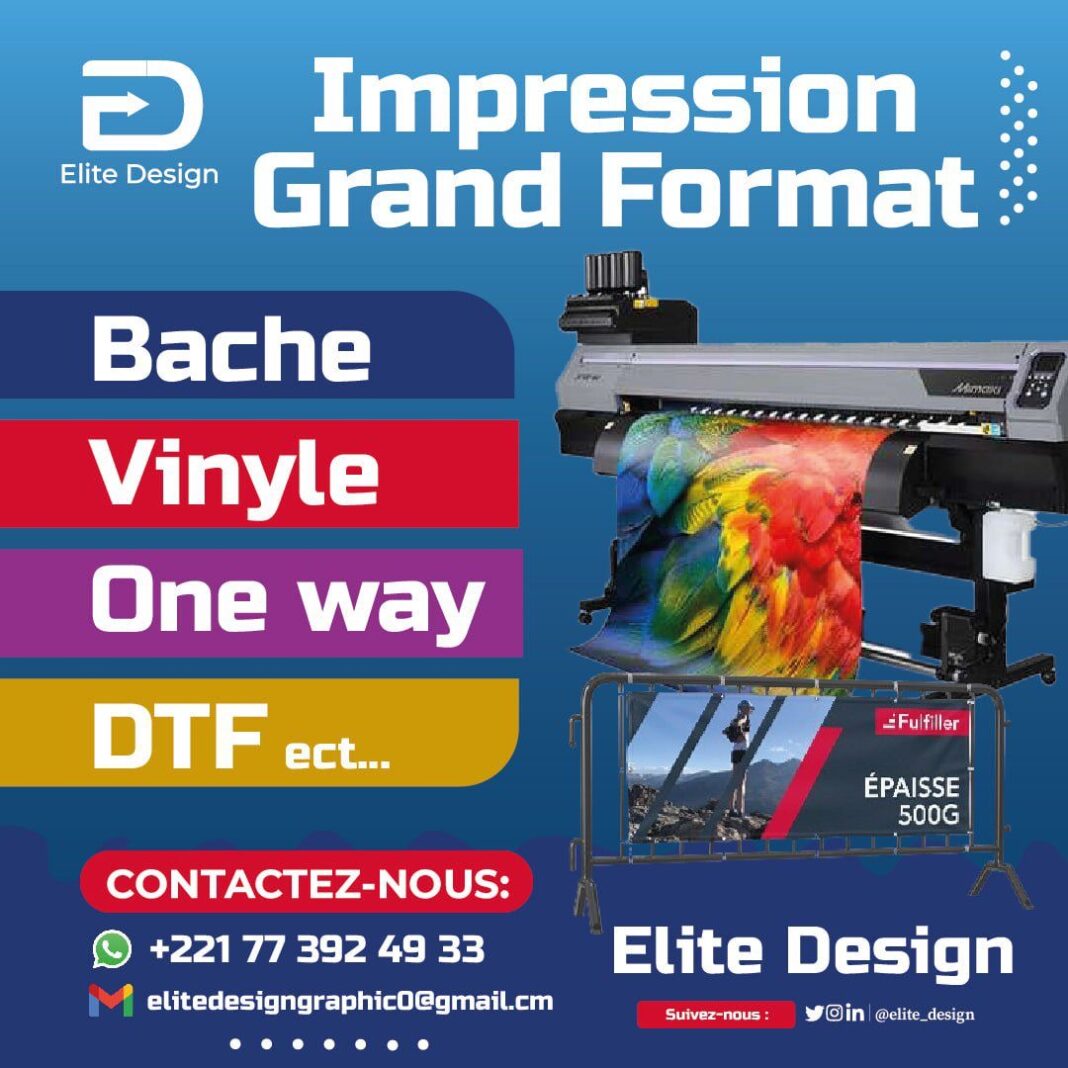 Elite Design
Impression
Grand Format
Bache
Vinyle
One way
DTF ect...
Mimaki
Fulfiller
ÉPAISSE
500G
CONTACTEZ-NOUS:
+221 77 392 49 33
elitedesigngraphic0@gmail.cm
Elite Design
Suivez-nous :
@elite_design